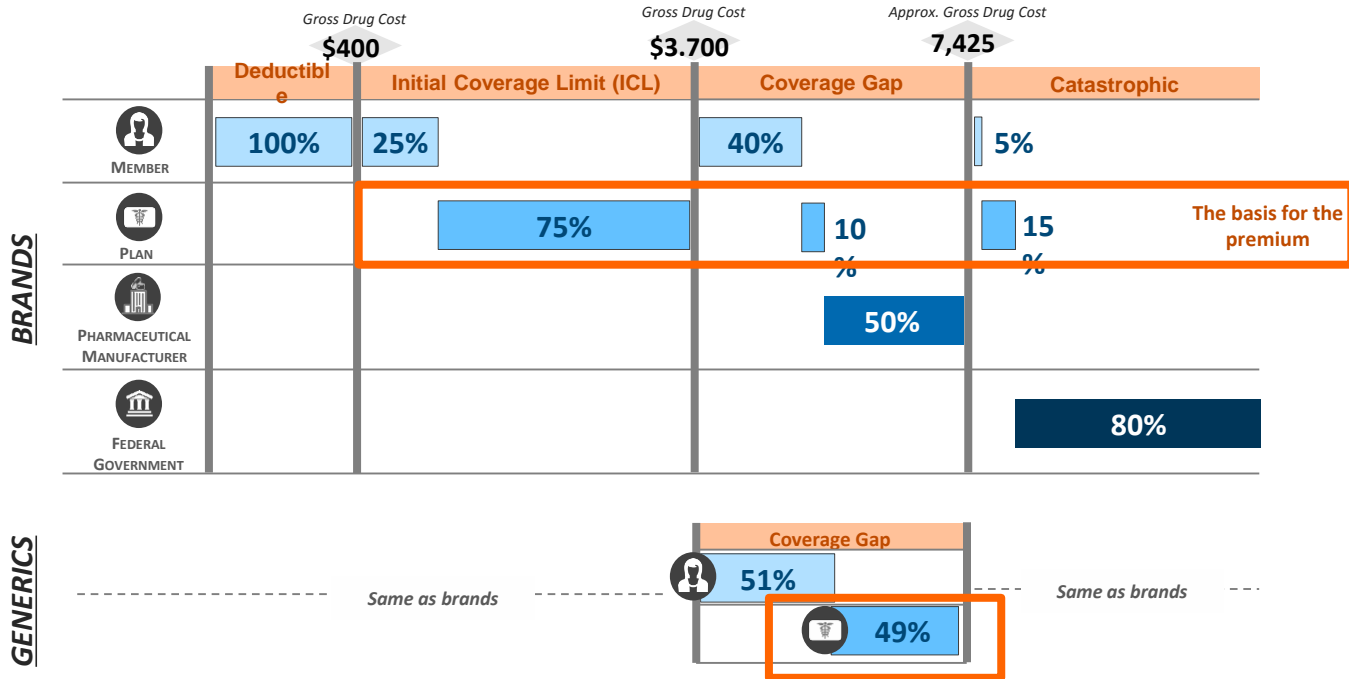 Gross Drug Cost
$400
Gross Drug Cost
$3.700
Approx. Gross Drug Cost
7,425
Deductibl
e
Initial Coverage Limit (ICL)
Coverage Gap
Catastrophic
BRANDS
MEMBER
100%
25%
40%
5%
PLAN
75%
10
%
15
%
The basis for the
premium
PHARMACEUTICAL
MANUFACTURER
50%
FEDERAL
GOVERNMENT
80%
GENERICS
Coverage Gap
Same as brands
51%
Same as brands
49%